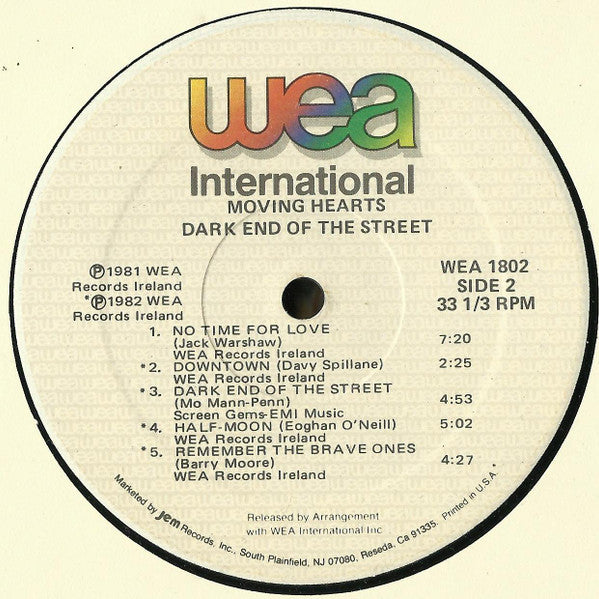 wea
International
MOVING HEARTS
DARK END OF THE STREET
℗1981 WEA
Records Ireland
*℗1982 WEA
Records Ireland
WEA 1802
SIDE 2
33 1/3 RPM
1. NO TIME FOR LOVE
(Jack Warshaw) 7:20
WEA Records Ireland
*2. DOWNTOWN (Davy Spillane) 2:25
WEA Records Ireland
*3. DARK END OF THE STREET
(Mo Mann-Penn) 4:53
Screen Gems-EMI Music
*4. HALF-MOON (Eoghan O'Neill) 5:02
WEA Records Ireland
*5. REMEMBER THE BRAVE ONES
(Barry Moore) 4:27
WEA Records Ireland
Released by Arrangement
with WEA International Inc
Marketed by Jem Records, Inc., South Plainfield, NJ 07080, Reseda, Ca 91335. Printed in U.S.A.*